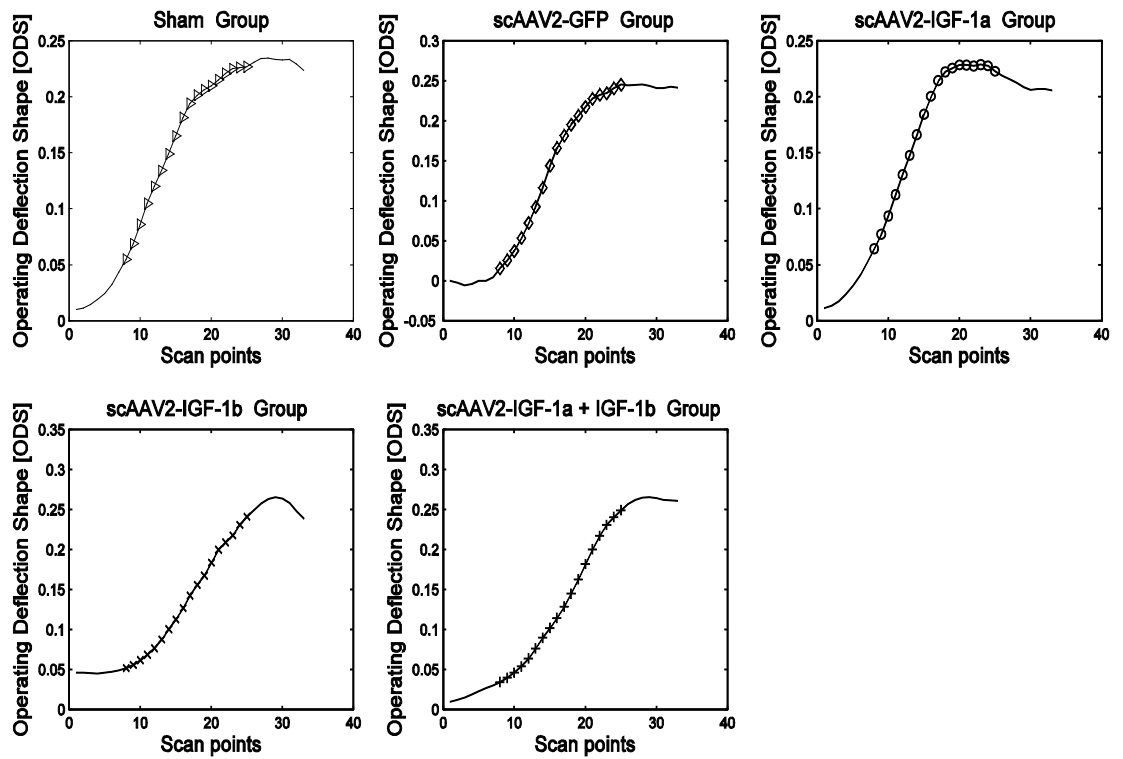 Sham Group
Operating Deflection Shape [ODS]
0.25
0.2
0.15
0.1
0.05
0
0 10 20 30 40
Scan points
scAAV2-GFP Group
Operating Deflection Shape [ODS]
0.3
0.25
0.2
0.15
0.1
0.05
0
-0.05
0 10 20 30 40
Scan points
scAAV2-IGF-1a Group
Operating Deflection Shape [ODS]
0.25
0.2
0.15
0.1
0.05
0
0 10 20 30 40
Scan points
scAAV2-IGF-1b Group
Operating Deflection Shape [ODS]
0.35
0.3
0.25
0.2
0.15
0.1
0.05
0
0 10 20 30 40
Scan points
scAAV2-IGF-1a + IGF-1b Group
Operating Deflection Shape [ODS]
0.35
0.3
0.25
0.2
0.15
0.1
0.05
0
0 10 20 30 40
Scan points